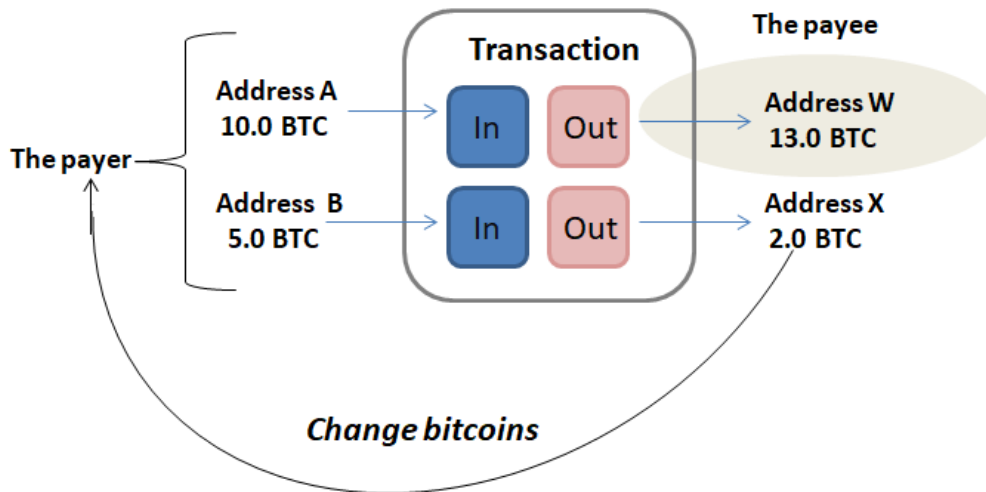 The payee
Transaction
Address A
10.0 BTC
In
Out
Address W
13.0 BTC
The payer
Address B
5.0 BTC
In
Out
Address X
2.0 BTC
Change bitcoins